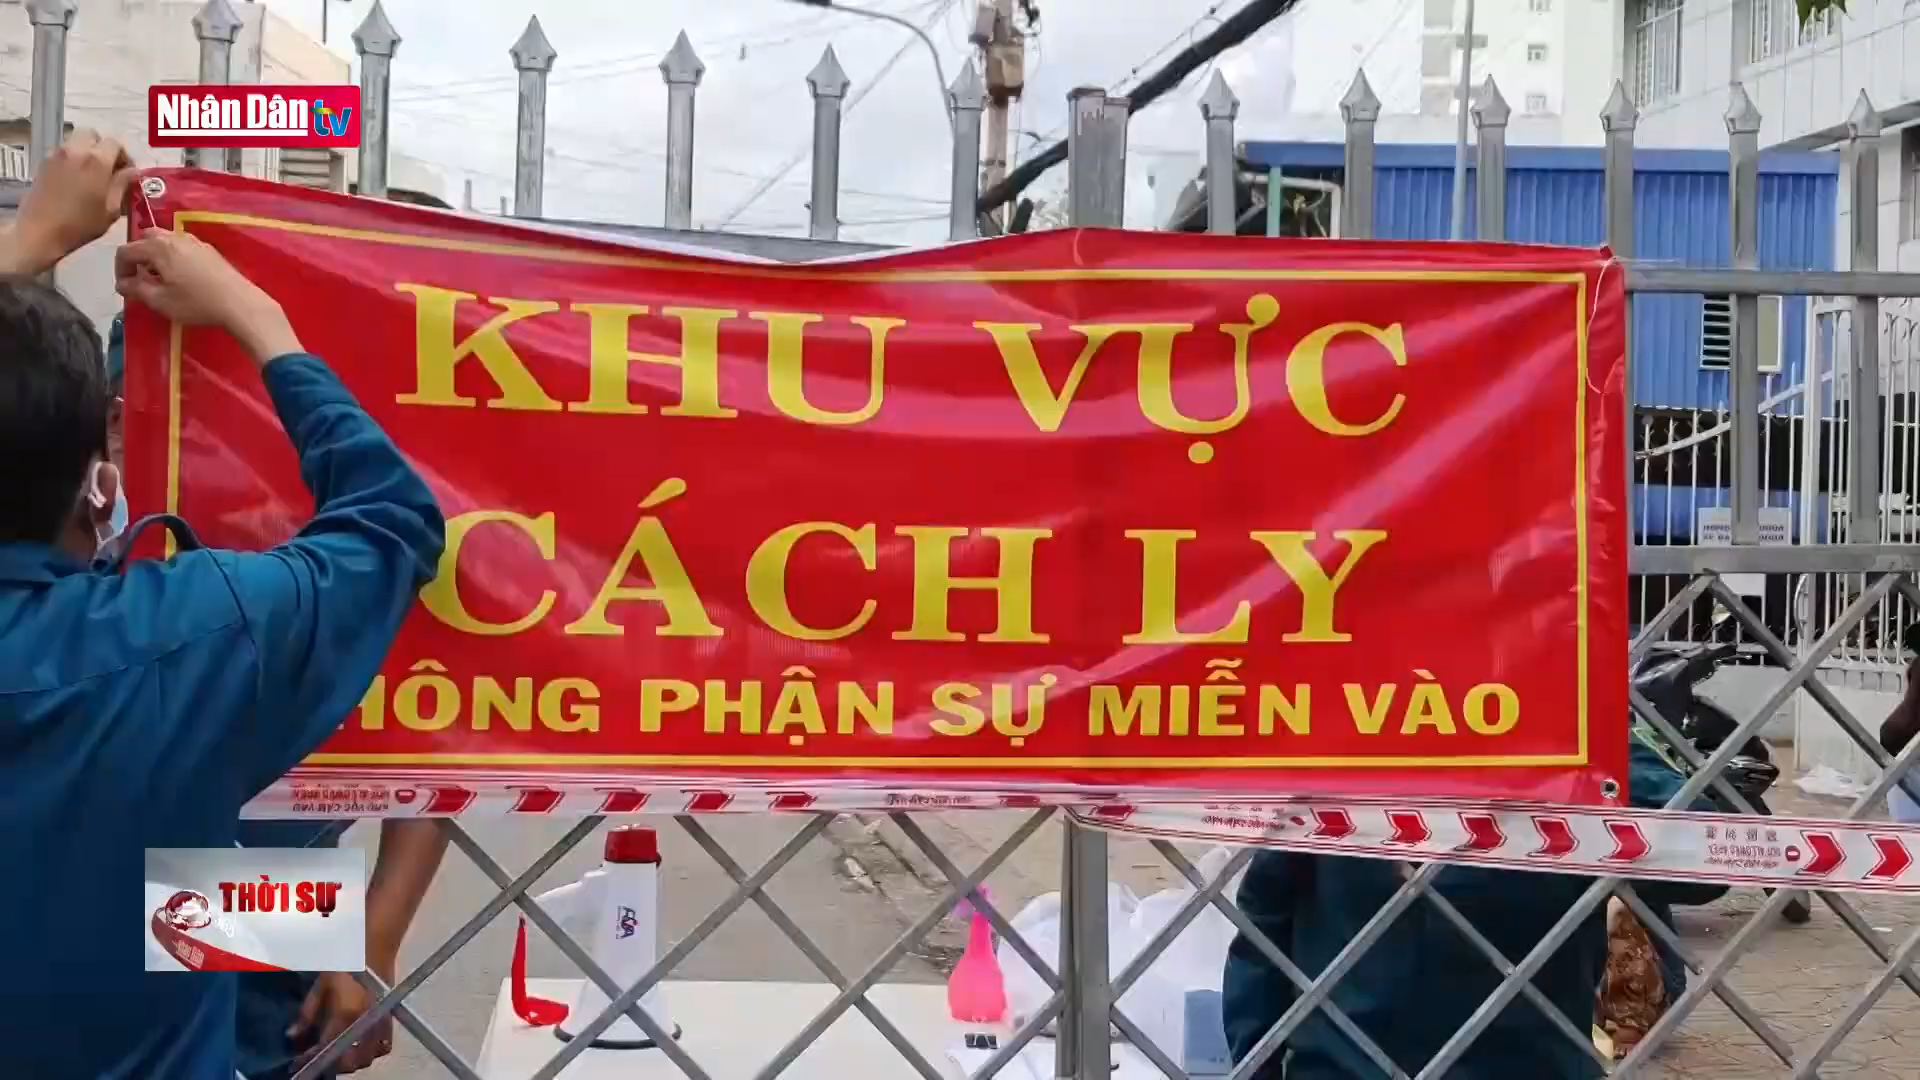 Nhân Dân tv
KHU VỰC
CÁCH LY
HÔNG PHẬN SỰ MIỄN VÀO
THỜI SỰ